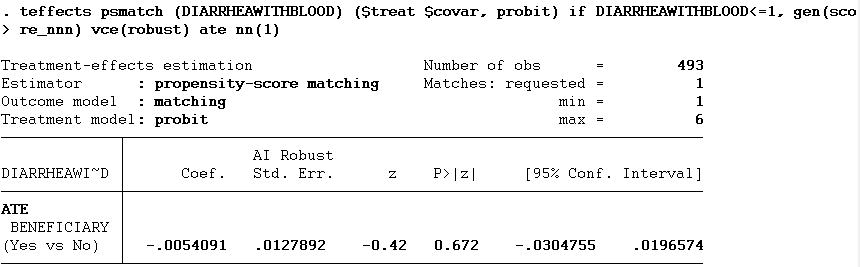 . teffects psmatch (DIARRHEAWITHBLOOD) ($treat $covar, probit) if DIARRHEAWITHBLOOD<=1, gen(sco
> re_nnn) vce(robust) ate nn(1)
Treatment-effects estimation Number of obs = 493
Estimator : propensity-score matching Matches: requested = 1
Outcome model : matching min = 1
Treatment model: probit max = 6
AI Robust
DIARRHEAWI~D Coef. Std. Err. z P>|z| [95% Conf. Interval]
ATE
BENEFICIARY
(Yes vs No) -.0054091 .0127892 -0.42 0.672 -.0304755 .0196574